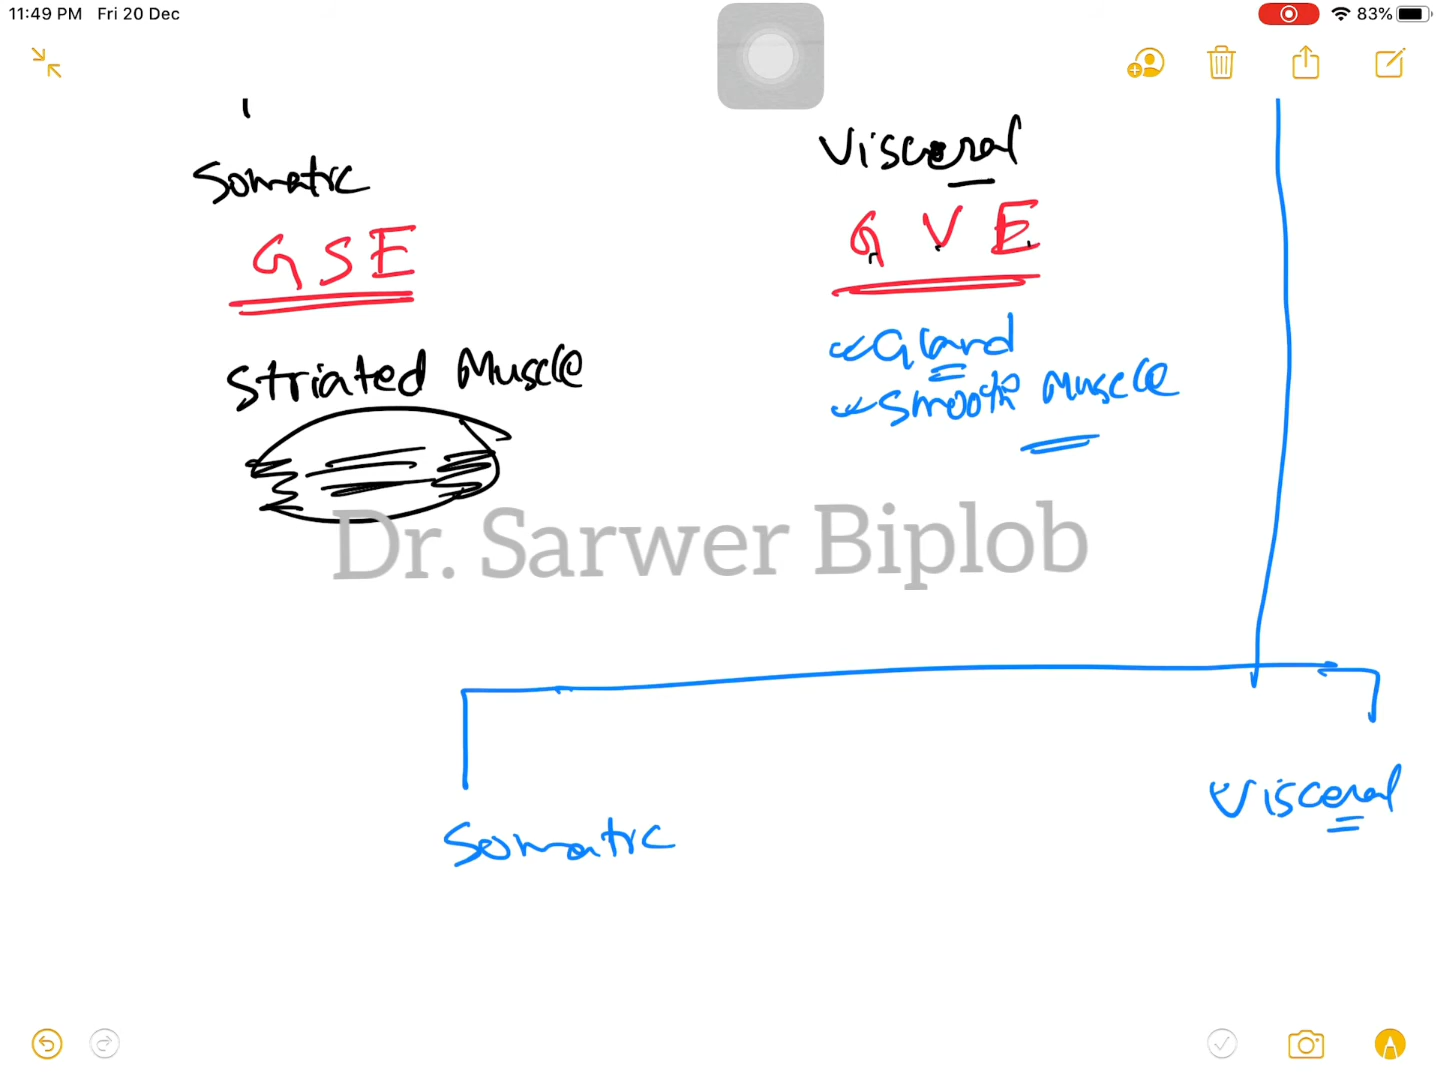 11:49 PM Fri 20 Dec 83%
Somatic
GSE
Striated Muscle
Visceral
GVE
Gland
Smooth Muscle
Dr. Sarwer Biplob
Somatic
Visceral